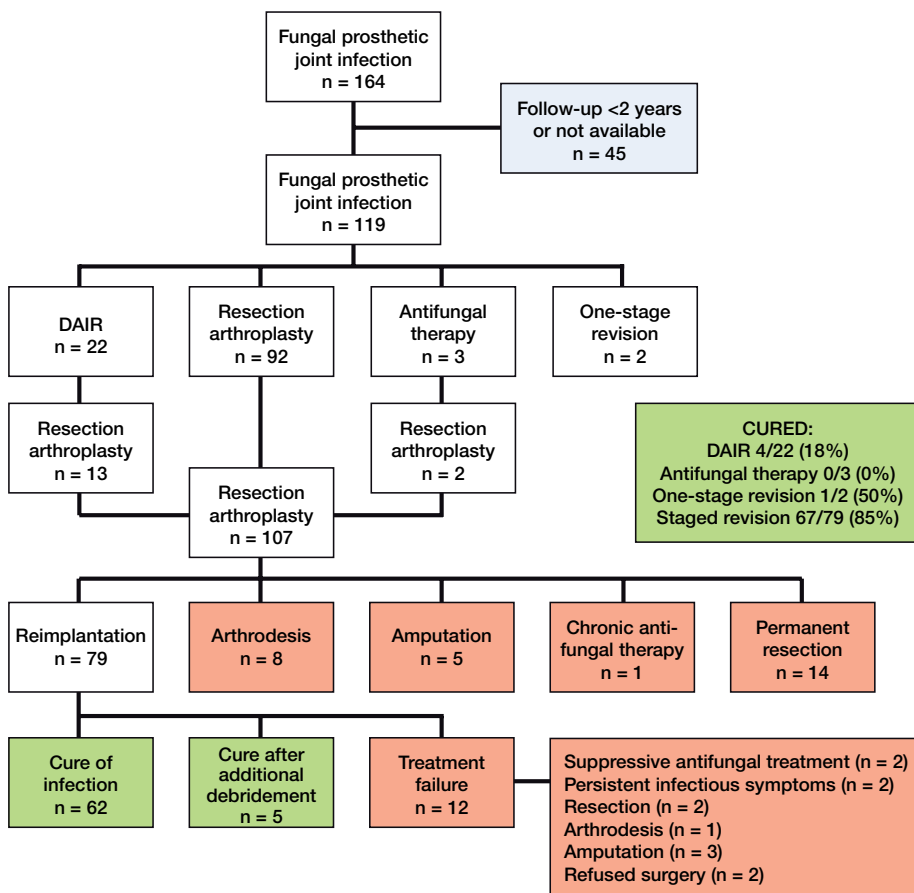 Fungal prosthetic
joint infection
n = 164
Follow-up <2 years
or not available
n = 45
Fungal prosthetic
joint infection
n = 119
DAIR
n = 22
Resection
arthroplasty
n = 92
Antifungal
therapy
n = 3
One-stage
revision
n = 2
Resection
arthroplasty
n = 13
Resection
arthroplasty
n = 2
CURED:
DAIR 4/22 (18%)
Antifungal therapy 0/3 (0%)
One-stage revision 1/2 (50%)
Staged revision 67/79 (85%)
Resection
arthroplasty
n = 107
Reimplantation
n = 79
Arthrodesis
n = 8
Amputation
n = 5
Chronic anti-
fungal therapy
n = 1
Permanent
resection
n = 14
Cure of
infection
n = 62
Cure after
additional
debridement
n = 5
Treatment
failure
n = 12
Suppressive antifungal treatment (n = 2)
Persistent infectious symptoms (n = 2)
Resection (n = 2)
Arthrodesis (n = 1)
Amputation (n = 3)
Refused surgery (n = 2)